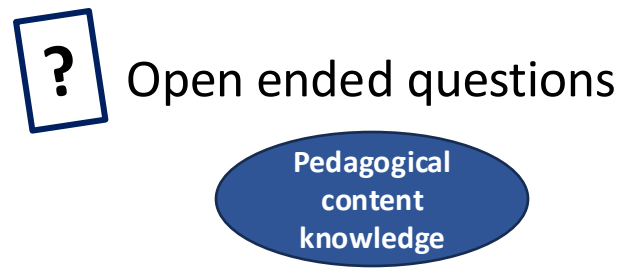 ?
Open ended questions
Pedagogical
content
knowledge